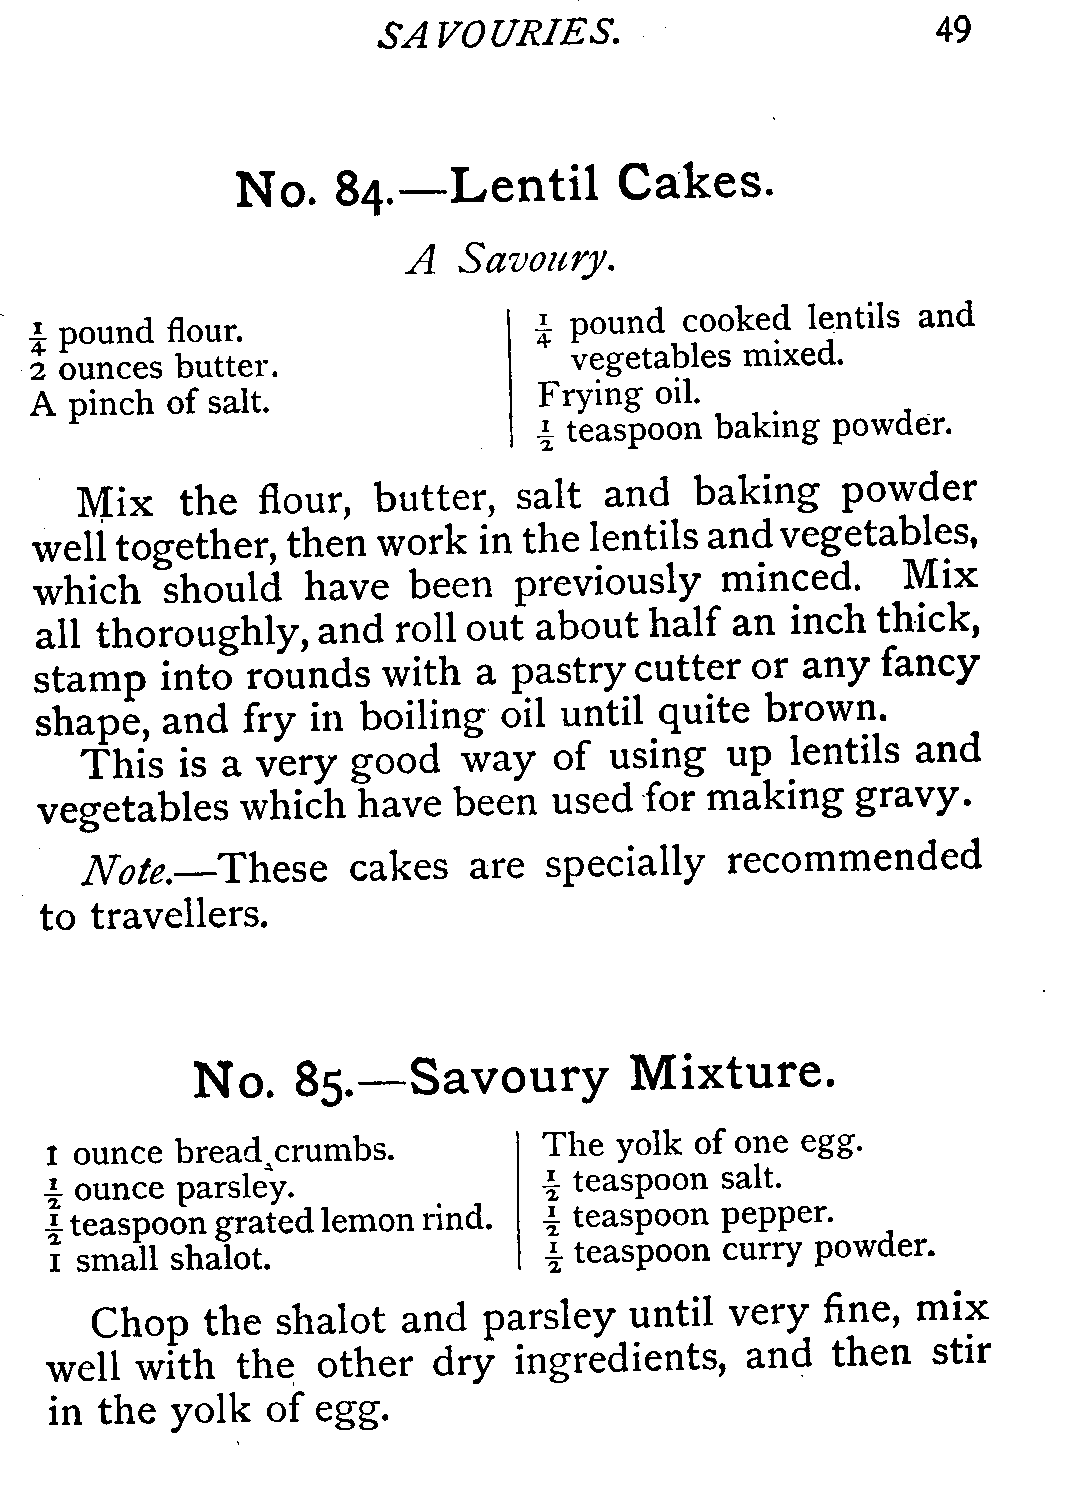 SAVOURIES. 49
No. 84.—Lentil Cakes.
A Savoury.
¼ pound flour.
2 ounces butter.
A pinch of salt.
¼ pound cooked lentils and
vegetables mixed.
Frying oil.
½ teaspoon baking powder.
Mix the flour, butter, salt and baking powder
well together, then work in the lentils and vegetables,
which should have been previously minced. Mix
all thoroughly, and roll out about half an inch thick,
stamp into rounds with a pastry cutter or any fancy
shape, and fry in boiling oil until quite brown.
This is a very good way of using up lentils and
vegetables which have been used for making gravy.
Note.—These cakes are specially recommended
to travellers.
No. 85.—Savoury Mixture.
1 ounce bread crumbs.
½ ounce parsley.
½ teaspoon grated lemon rind.
1 small shalot.
The yolk of one egg.
½ teaspoon salt.
½ teaspoon pepper.
½ teaspoon curry powder.
Chop the shalot and parsley until very fine, mix
well with the other dry ingredients, and then stir
in the yolk of egg.